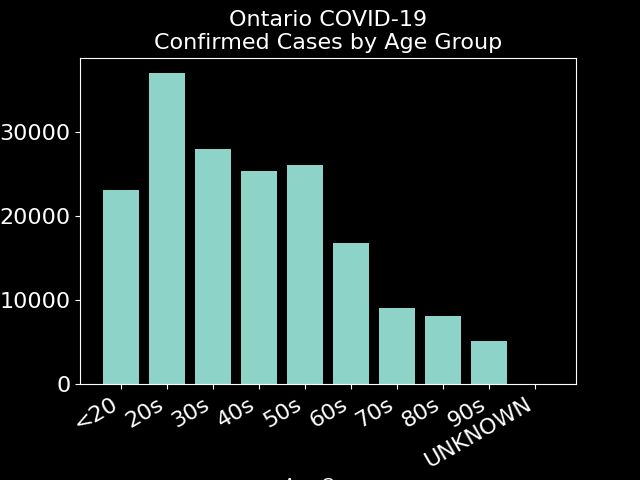 Ontario COVID-19
Confirmed Cases by Age Group
30000
20000
10000
0
<20
20s
30s
40s
50s
60s
70s
80s
90s
UNKNOWN